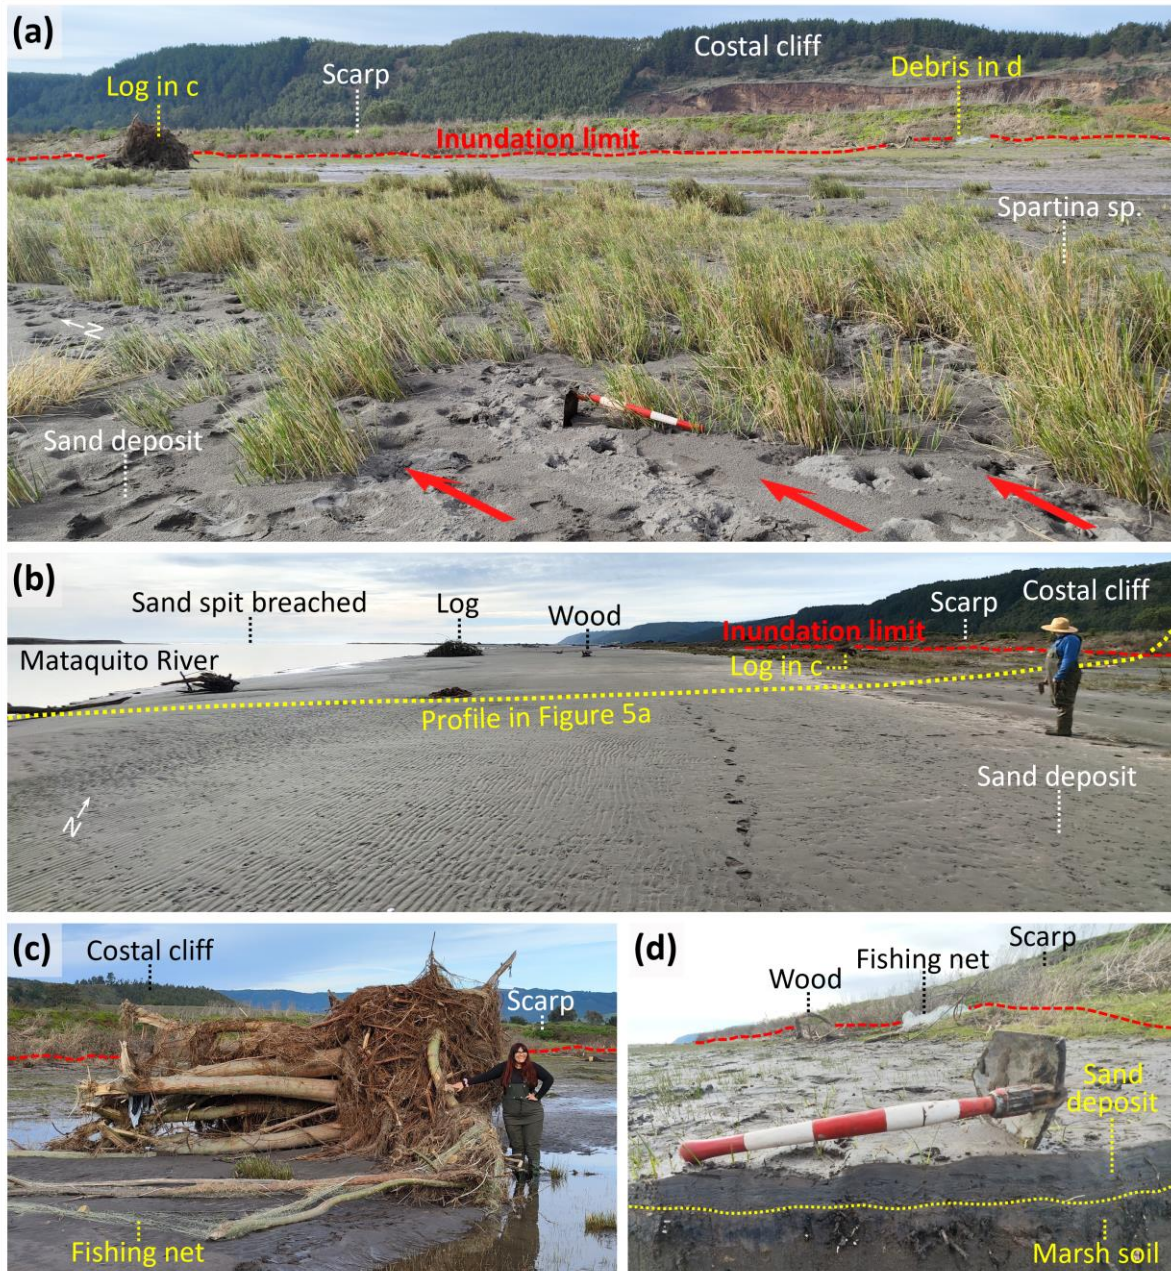 (a)
Costal cliff
Log in c
Scarp
Debris in d
Inundation limit
Spartina sp.
N
Sand deposit
(b)
Sand spit breached
Log
Wood
Scarp
Costal cliff
Inundation limit
Mataquito River
Log in c
Profile in Figure 5a
Sand deposit
N
(c)
Costal cliff
Scarp
Fishing net
(d)
Scarp
Fishing net
Wood
Sand
deposit
Marsh soil